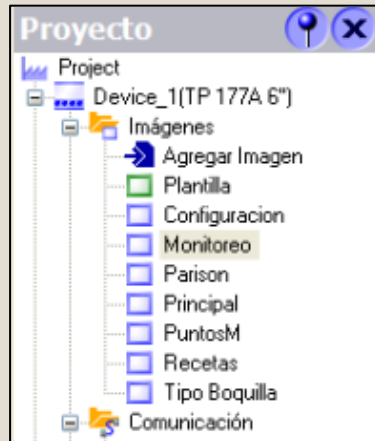 Proyecto
Project
Device_1(TP 177A 6")
Imágenes
Agregar Imagen
Plantilla
Configuracion
Monitoreo
Parison
Principal
PuntosM
Recetas
Tipo Boquilla
Comunicación